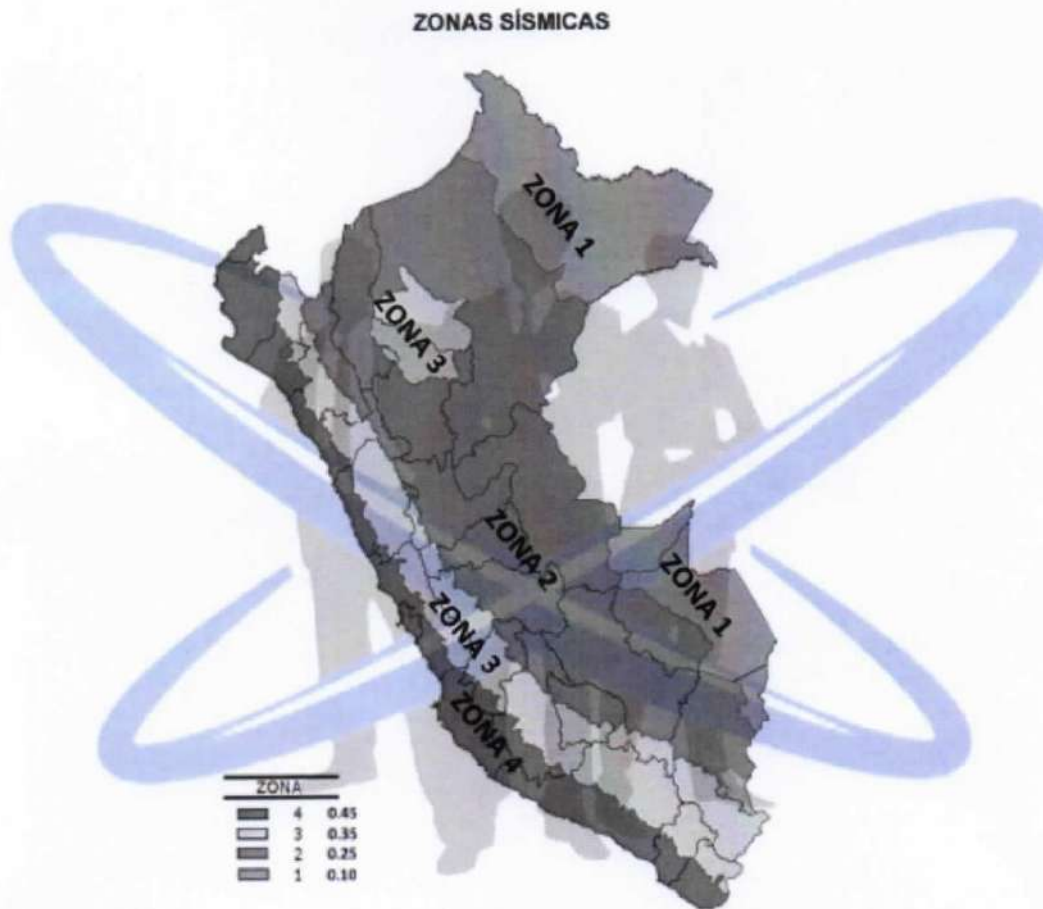 ZONAS SÍSMICAS
ZONA 1
ZONA 3
ZONA 2
ZONA 1
ZONA 3
ZONA 4
ZONA
4 0.45
3 0.35
2 0.25
1 0.10